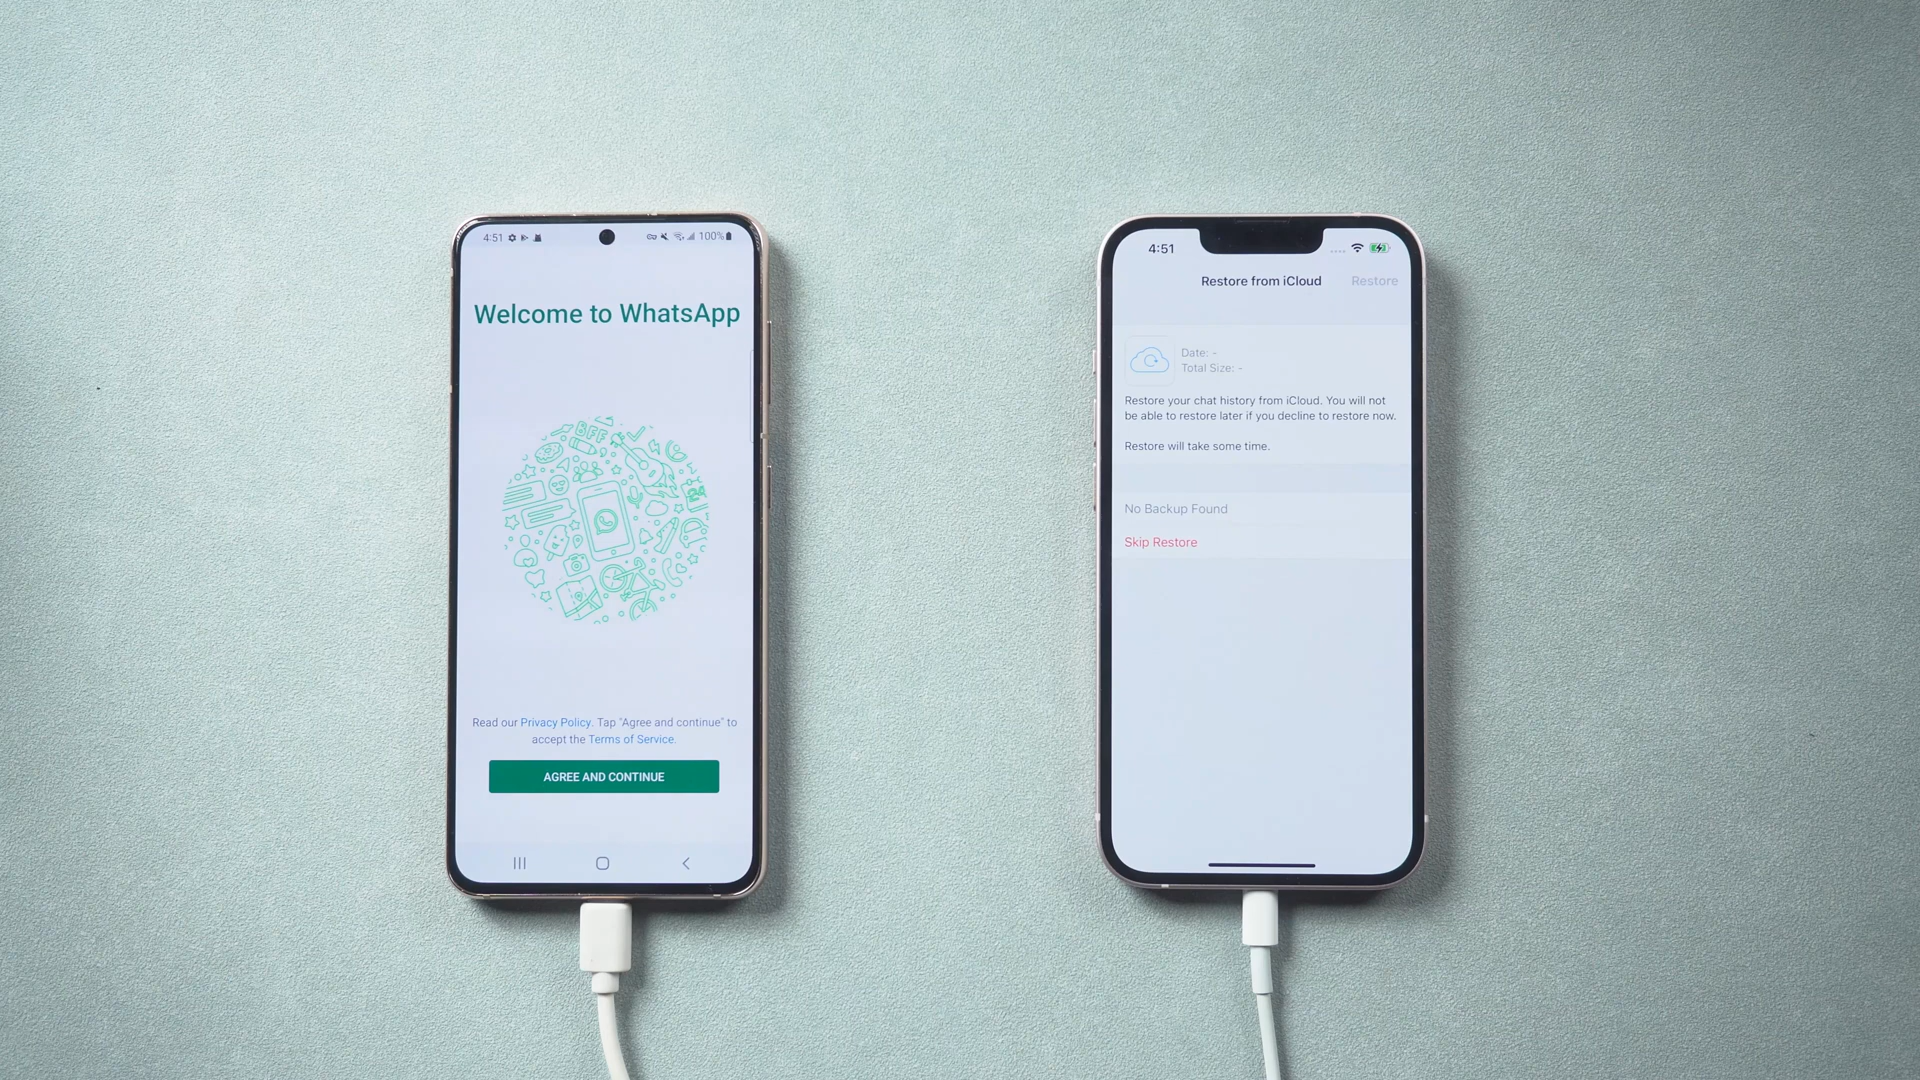 4:51
100%
Welcome to WhatsApp
BFF
Read our Privacy Policy. Tap "Agree and continue" to
accept the Terms of Service.
AGREE AND CONTINUE
4:51
Restore from iCloud
Restore
Date: -
Total Size: -
Restore your chat history from iCloud. You will not
be able to restore later if you decline to restore now.
Restore will take some time.
No Backup Found
Skip Restore